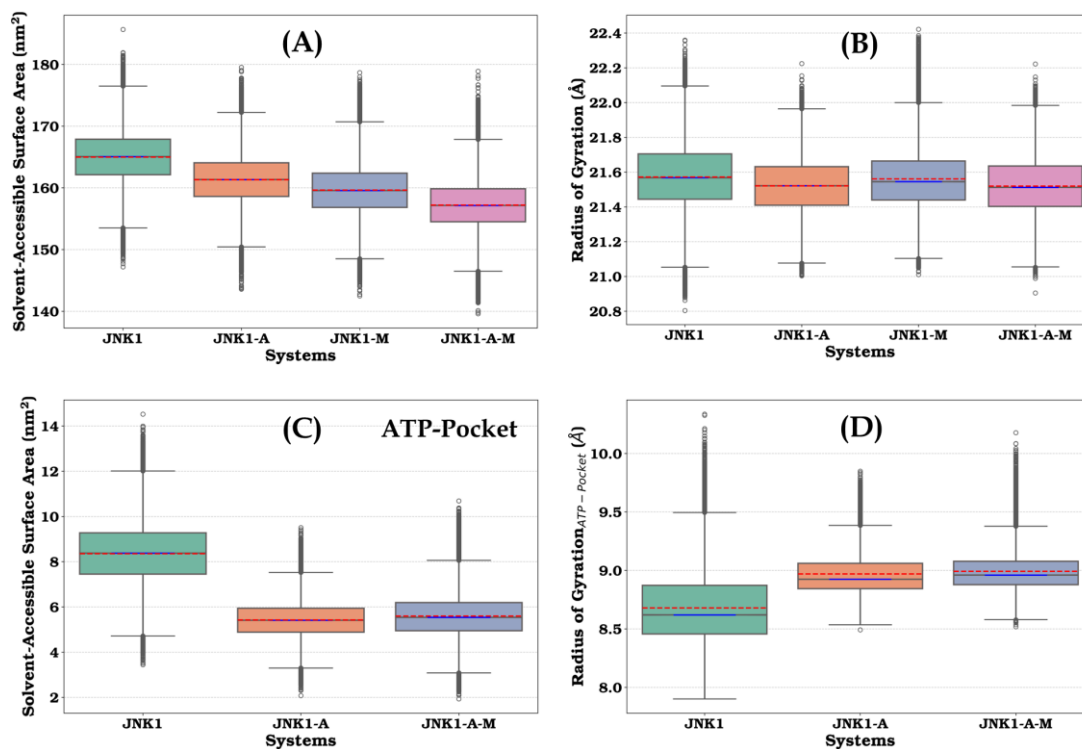 (A)
Solvent-Accessible Surface Area (nm²)
180
170
160
150
140
JNK1 JNK1-A JNK1-M JNK1-A-M
Systems
(B)
Radius of Gyration (Å)
22.4
22.2
22.0
21.8
21.6
21.4
21.2
21.0
20.8
JNK1 JNK1-A JNK1-M JNK1-A-M
Systems
(C) ATP-Pocket
Solvent-Accessible Surface Area (nm²)
14
12
10
8
6
4
2
JNK1 JNK1-A JNK1-A-M
Systems
(D)
Radius of Gyration ATP−Pocket (Å)
10.0
9.5
9.0
8.5
8.0
JNK1 JNK1-A JNK1-A-M
Systems